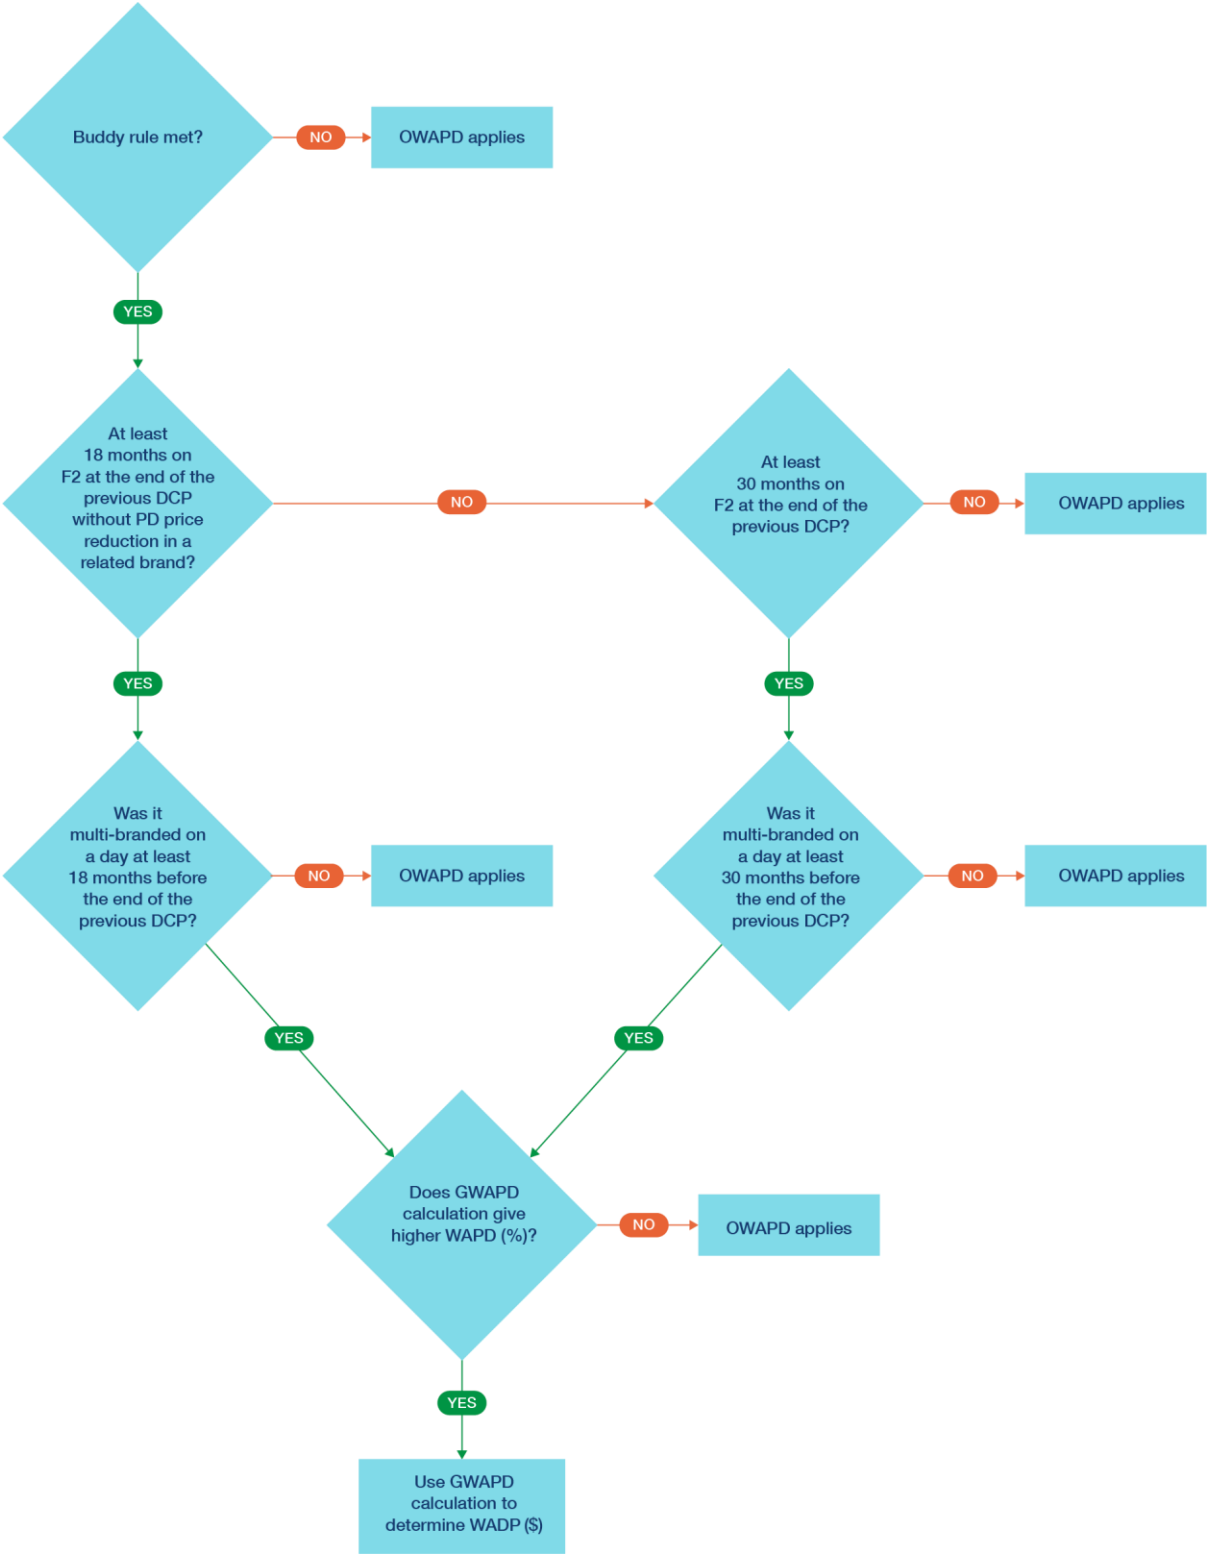 Buddy rule met?
NO
OWAPD applies
YES
At least
18 months on
F2 at the end of the
previous DCP
without PD price
reduction in a
related brand?
NO
At least
30 months on
F2 at the end of the
previous DCP?
NO
OWAPD applies
YES
YES
Was it
multi-branded on
a day at least
18 months before
the end of the
previous DCP?
NO
OWAPD applies
Was it
multi-branded on
a day at least
30 months before
the end of the
previous DCP?
NO
OWAPD applies
YES
YES
Does GWAPD
calculation give
higher WAPD (%)?
NO
OWAPD applies
YES
Use GWAPD
calculation to
determine WADP ($)